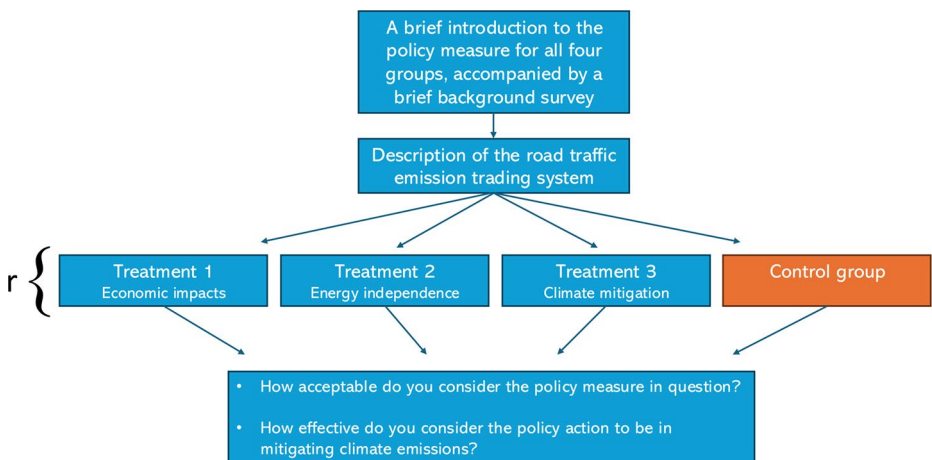 A brief introduction to the
policy measure for all four
groups, accompanied by a
brief background survey
Description of the road traffic
emission trading system
r
Treatment 1
Economic impacts
Treatment 2
Energy independence
Treatment 3
Climate mitigation
Control group
• How acceptable do you consider the policy measure in question?
• How effective do you consider the policy action to be in
mitigating climate emissions?